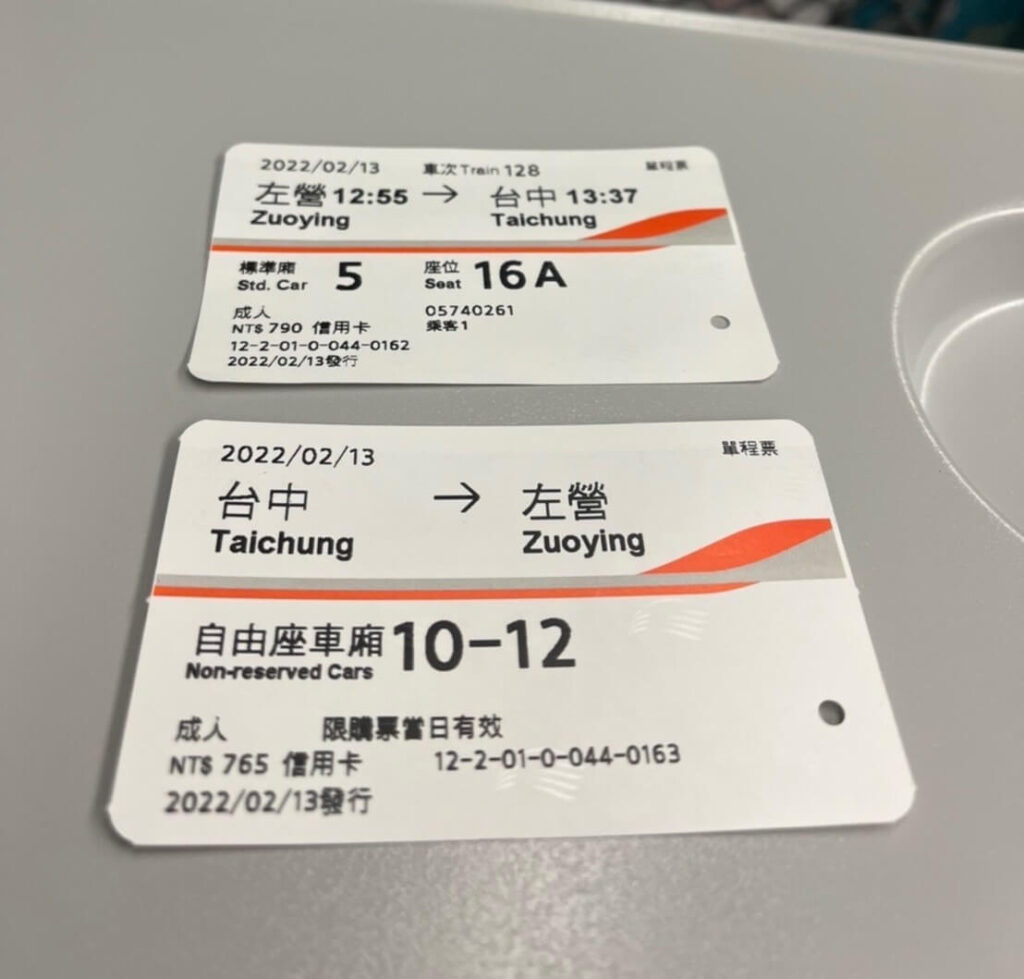 2022/02/13 車次 Train 128 單程票
左營 12:55 → 台中 13:37
Zuoying Taichung
標準廂 5 座位 16A
Std. Car Seat
成人 05740261
NT$ 790 信用卡 乘客1
12-2-01-0-044-0162
2022/02/13發行
2022/02/13 單程票
台中 → 左營
Taichung Zuoying
自由座車廂 10-12
Non-reserved Cars
成人 限購票當日有效
NT$ 765 信用卡 12-2-01-0-044-0163
2022/02/13發行